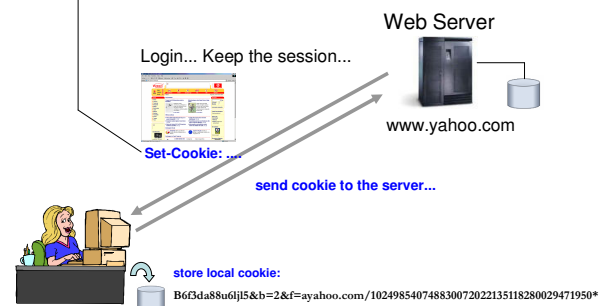 Web Server
Login... Keep the session...
www.yahoo.com
Set-Cookie: ....
send cookie to the server...
store local cookie:
B6f3da88u6ljl5&b=2&f=ayahoo.com/102498540748830072022135118280029471950*